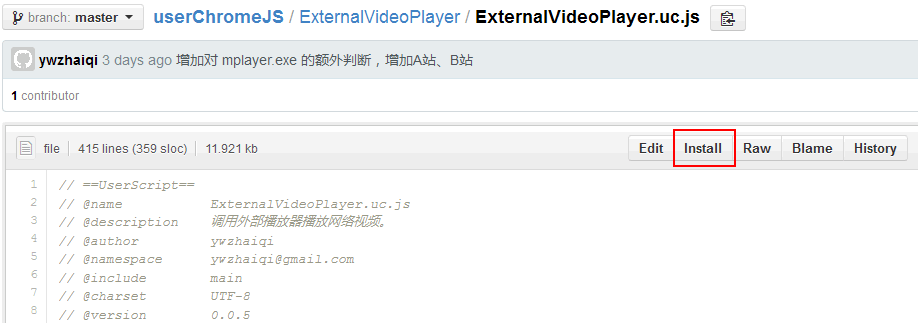 branch: master userChromeJS / ExternalVideoPlayer / ExternalVideoPlayer.uc.js
ywzhaiqi 3 days ago 增加对 mplayer.exe 的额外判断，增加A站、B站
1 contributor
file 415 lines (359 sloc) 11.921 kb Edit Install Raw Blame History
1 // ==UserScript==
2 // @name ExternalVideoPlayer.uc.js
3 // @description 调用外部播放器播放网络视频。
4 // @author ywzhaiqi
5 // @namespace ywzhaiqi@gmail.com
6 // @include main
7 // @charset UTF-8
8 // @version 0.0.5